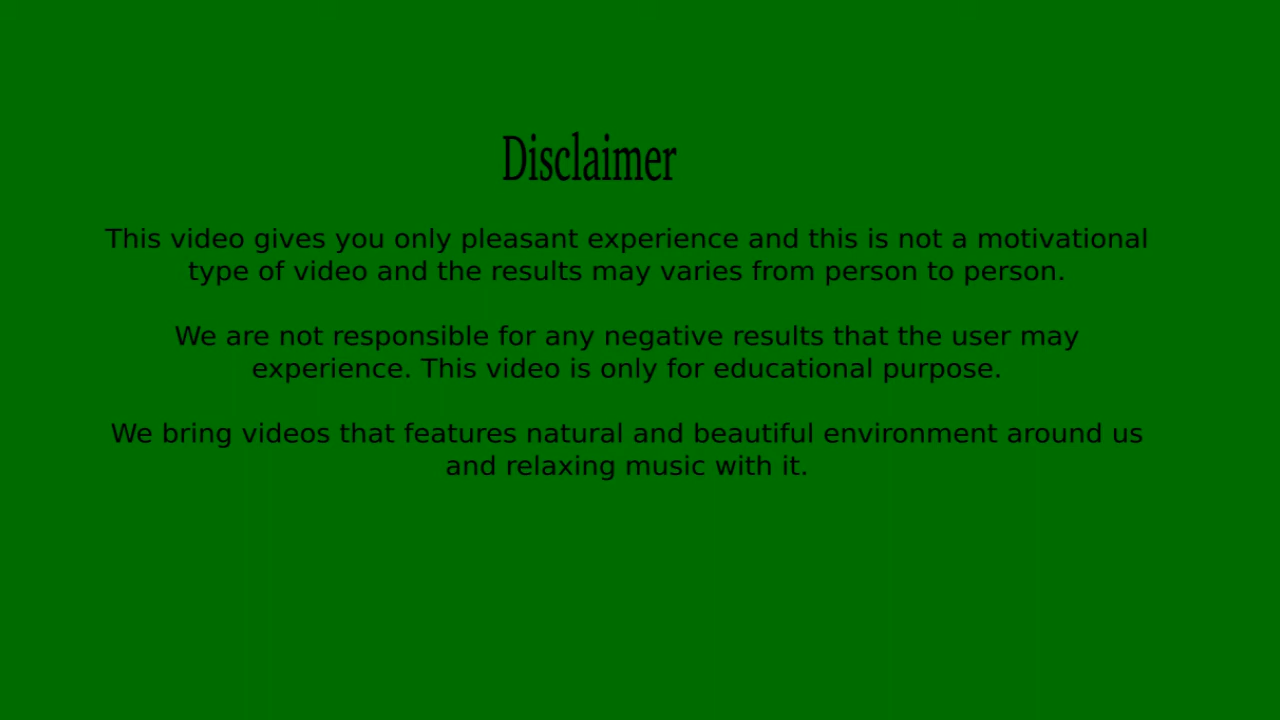 Disclaimer
This video gives you only pleasant experience and this is not a motivational
type of video and the results may varies from person to person.
We are not responsible for any negative results that the user may
experience. This video is only for educational purpose.
We bring videos that features natural and beautiful environment around us
and relaxing music with it.